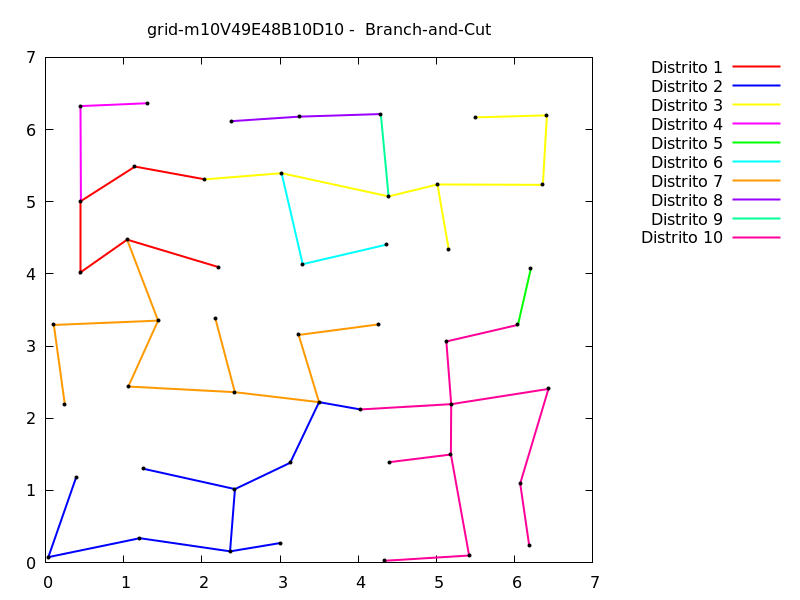 grid-m10V49E48B10D10 - Branch-and-Cut
7
6
5
4
3
2
1
0
0 1 2 3 4 5 6 7
Distrito 1
Distrito 2
Distrito 3
Distrito 4
Distrito 5
Distrito 6
Distrito 7
Distrito 8
Distrito 9
Distrito 10